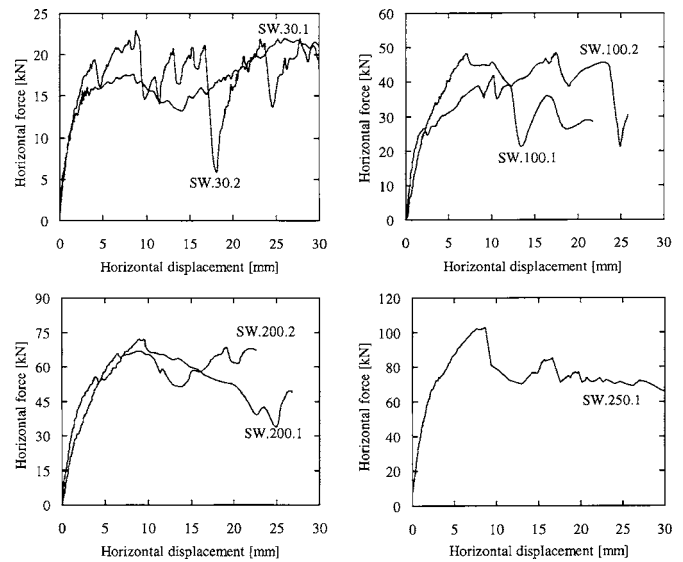 25
20
15
10
5
0
0 5 10 15 20 25 30
Horizontal force [kN]
Horizontal displacement [mm]
SW.30.1
SW.30.2
60
50
40
30
20
10
0
0 5 10 15 20 25 30
Horizontal force [kN]
Horizontal displacement [mm]
SW.100.2
SW.100.1
90
75
60
45
30
15
0
0 5 10 15 20 25 30
Horizontal force [kN]
Horizontal displacement [mm]
SW.200.2
SW.200.1
120
100
80
60
40
20
0
0 5 10 15 20 25 30
Horizontal force [kN]
Horizontal displacement [mm]
SW.250.1